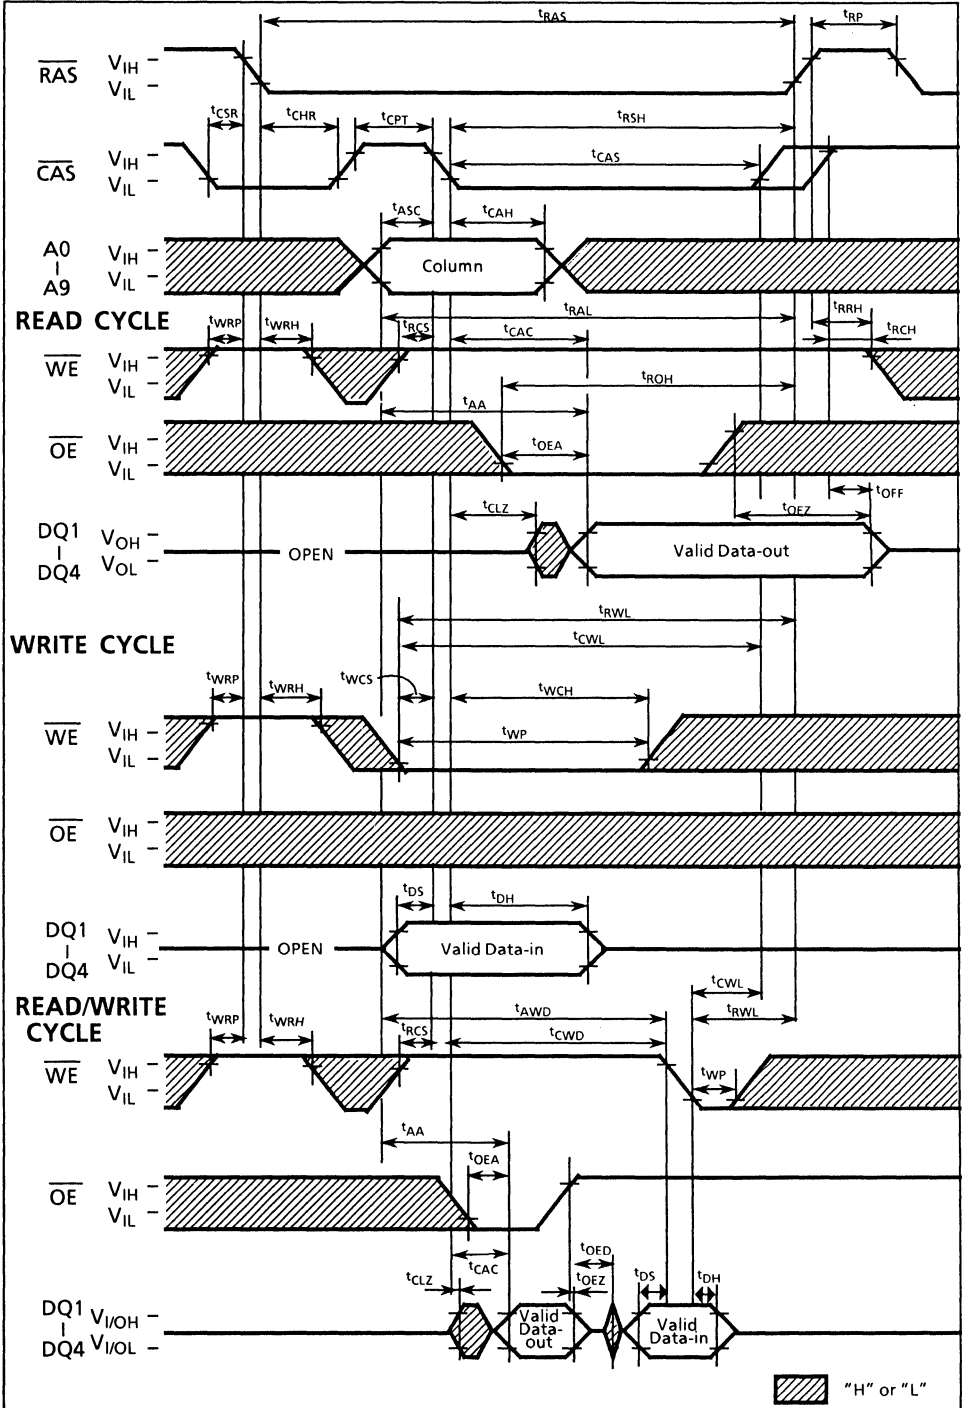 tRAS tRP
RAS VIH
VIL
tCSR tCHR tCPT tRSH
CAS VIH
VIL
tCAS
tASC tCAH
A0
A9
VIH
VIL
Column
READ CYCLE
tRAL
tWRP tWRH tRCS tCAC tRRH tRCH
WE VIH
VIL
tROH
tAA
OE VIH
VIL
tOEA
tOFF
tCLZ tOEZ
DQ1
DQ4
VOH
VOL
OPEN
Valid Data-out
tRWL
WRITE CYCLE
tCWL
tWCS
tWRP tWRH tWCH
WE VIH
VIL
tWP
OE VIH
VIL
tDS tDH
DQ1
DQ4
VIH
VIL
OPEN
Valid Data-in
tCWL
READ/WRITE
CYCLE
tAWD tRWL
tWRP tWRH tRCS tCWD
WE VIH
VIL
tWP
tAA
tOEA
OE VIH
VIL
tCAC tOED
tCLZ tOEZ tDS tDH
DQ1
DQ4
VI/OH
VI/OL
Valid
Data-
out
Valid
Data-in
"H" or "L"